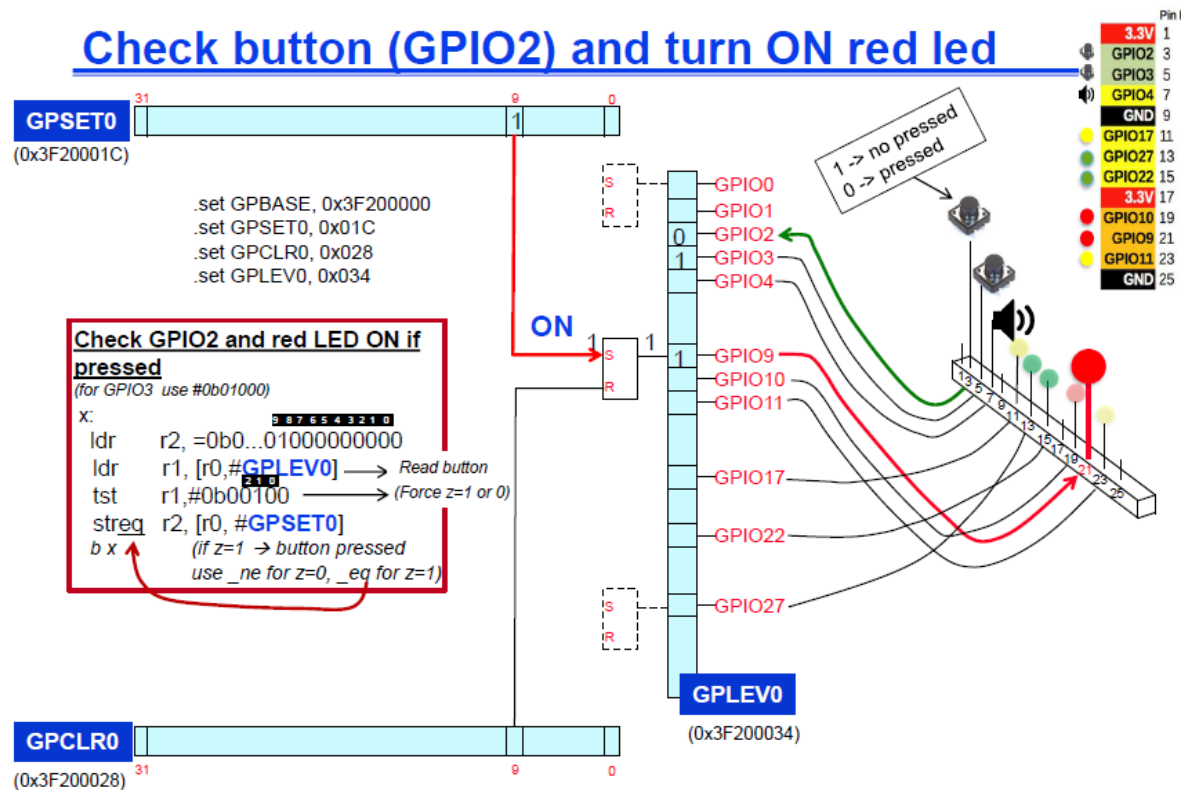 Check button (GPIO2) and turn ON red led
Pin
3.3V 1
GPIO2 3
GPIO3 5
GPIO4 7
GND 9
GPIO17 11
GPIO27 13
GPIO22 15
3.3V 17
GPIO10 19
GPIO9 21
GPIO11 23
GND 25
31 9 0
GPSET0 1
(0x3F20001C)
.set GPBASE, 0x3F200000
.set GPSET0, 0x01C
.set GPCLR0, 0x028
.set GPLEV0, 0x034
1 -> no pressed
0 -> pressed
S
R
GPIO0
GPIO1
0 GPIO2
1 GPIO3
GPIO4
ON
1 S 1 1 GPIO9
R
GPIO10
GPIO11
GPIO17
GPIO22
S
R
GPIO27
1 3 5 7 9 11 13 15 17 19 21 23 25
Check GPIO2 and red LED ON if
pressed
(for GPIO3 use #0b01000)
9 8 7 6 5 4 3 2 1 0
x:
ldr r2, =0b0...01000000000
ldr r1, [r0,#GPLEV0] Read button
2 1 0
tst r1,#0b00100 (Force z=1 or 0)
streq r2, [r0, #GPSET0]
b x (if z=1 → button pressed
use _ne for z=0, _eq for z=1)
GPLEV0
(0x3F200034)
GPCLR0
(0x3F200028)
31 9 0